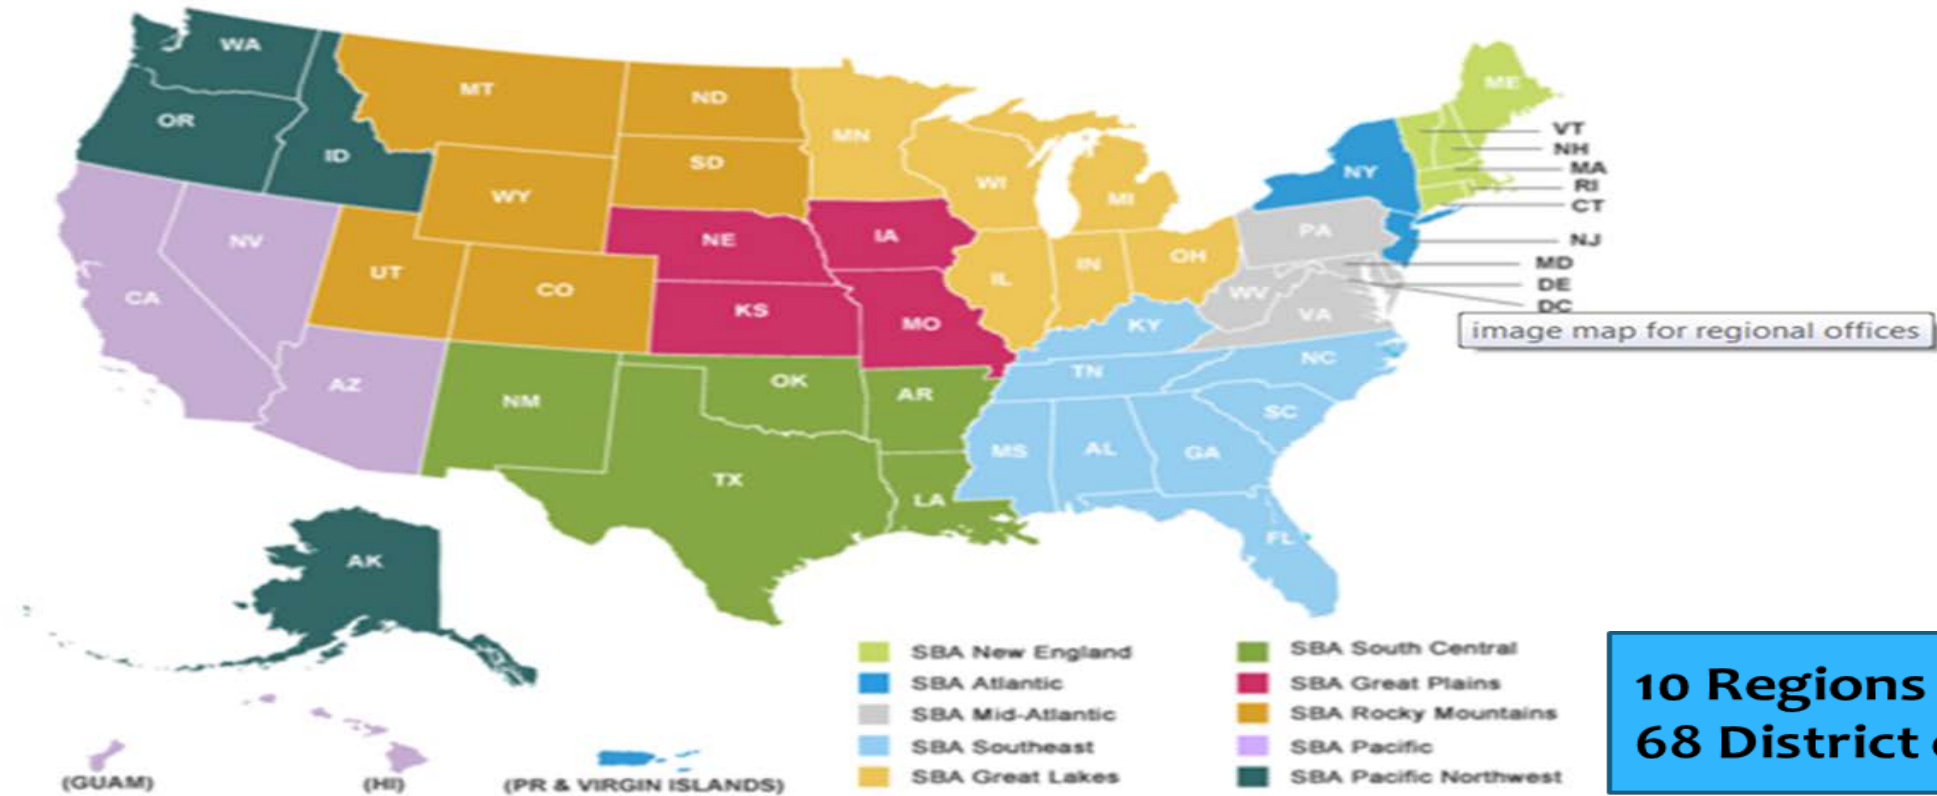 WA
MT
ND
MN
ME
OR
ID
SD
WI
MI
NY
VT
NH
MA
RI
CT
WY
NE
IA
PA
NJ
NV
UT
CO
IL
IN
OH
MD
DE
DC
CA
KS
MO
WV
VA
KY
image map for regional offices
AZ
NM
OK
AR
TN
NC
SC
MS
AL
GA
TX
LA
FL
AK
(GUAM)
(HI)
(PR & VIRGIN ISLANDS)
SBA New England
SBA Atlantic
SBA Mid-Atlantic
SBA Southeast
SBA Great Lakes
SBA South Central
SBA Great Plains
SBA Rocky Mountains
SBA Pacific
SBA Pacific Northwest
10 Regions
68 District